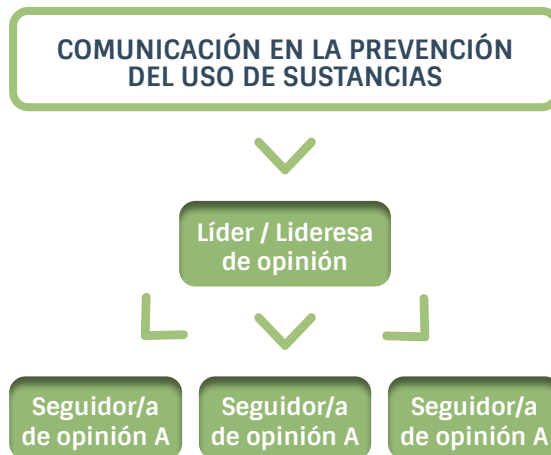 COMUNICACIÓN EN LA PREVENCIÓN
DEL USO DE SUSTANCIAS
Líder / Lideresa
de opinión
Seguidor/a
de opinión A
Seguidor/a
de opinión A
Seguidor/a
de opinión A